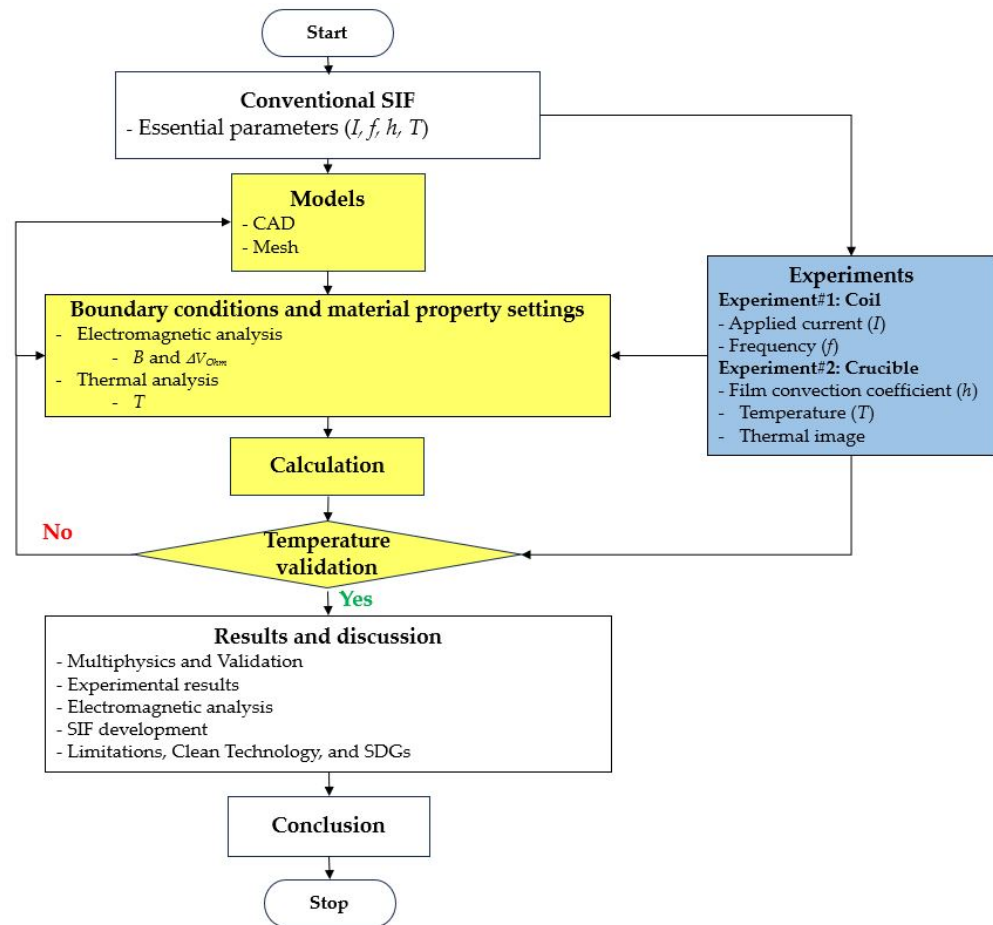 Start
Conventional SIF
- Essential parameters (I, f, h, T)
Models
- CAD
- Mesh
Boundary conditions and material property settings
- Electromagnetic analysis
- B and ΔVOhm
- Thermal analysis
- T
Experiments
Experiment#1: Coil
- Applied current (I)
- Frequency (f)
Experiment#2: Crucible
- Film convection coefficient (h)
- Temperature (T)
- Thermal image
Calculation
No
Temperature
validation
Yes
Results and discussion
- Multiphysics and Validation
- Experimental results
- Electromagnetic analysis
- SIF development
- Limitations, Clean Technology, and SDGs
Conclusion
Stop